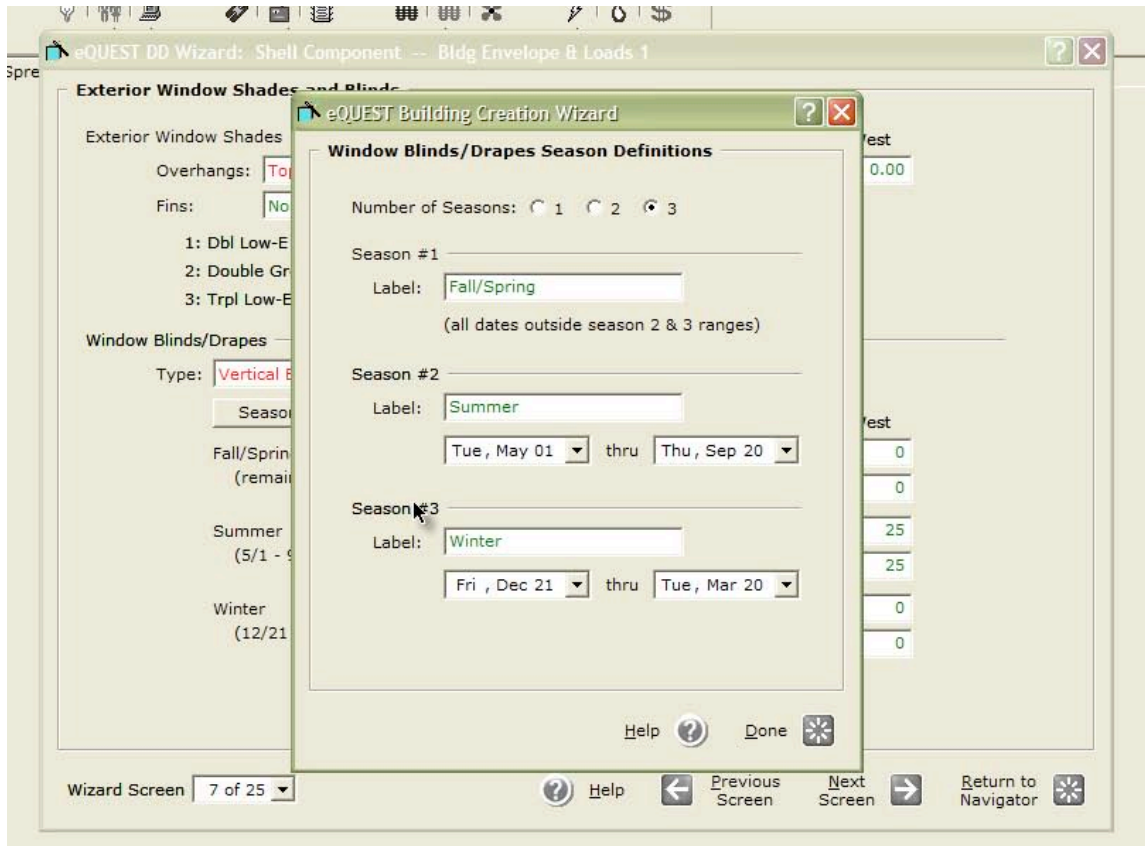 eQUEST DD Wizard: Shell Component -- Bldg Envelope & Loads 1
Spre
Exterior Window Shades and Blinds
eQUEST Building Creation Wizard
Exterior Window Shades
est
Overhangs: Top
0.00
Fins: No
1: Dbl Low-E
2: Double Gr
3: Trpl Low-E
Window Blinds/Drapes
Type: Vertical B
Season
est
Fall/Sprin
0
(remai
0
Summer
25
(5/1 - 9
25
Winter
0
(12/21
0
Window Blinds/Drapes Season Definitions
Number of Seasons: 1 2 3
Season #1
Label: Fall/Spring
(all dates outside season 2 & 3 ranges)
Season #2
Label: Summer
Tue, May 01 thru Thu, Sep 20
Season #3
Label: Winter
Fri , Dec 21 thru Tue, Mar 20
Help ? Done
Wizard Screen 7 of 25
? Help
Previous Screen
Next Screen
Return to Navigator